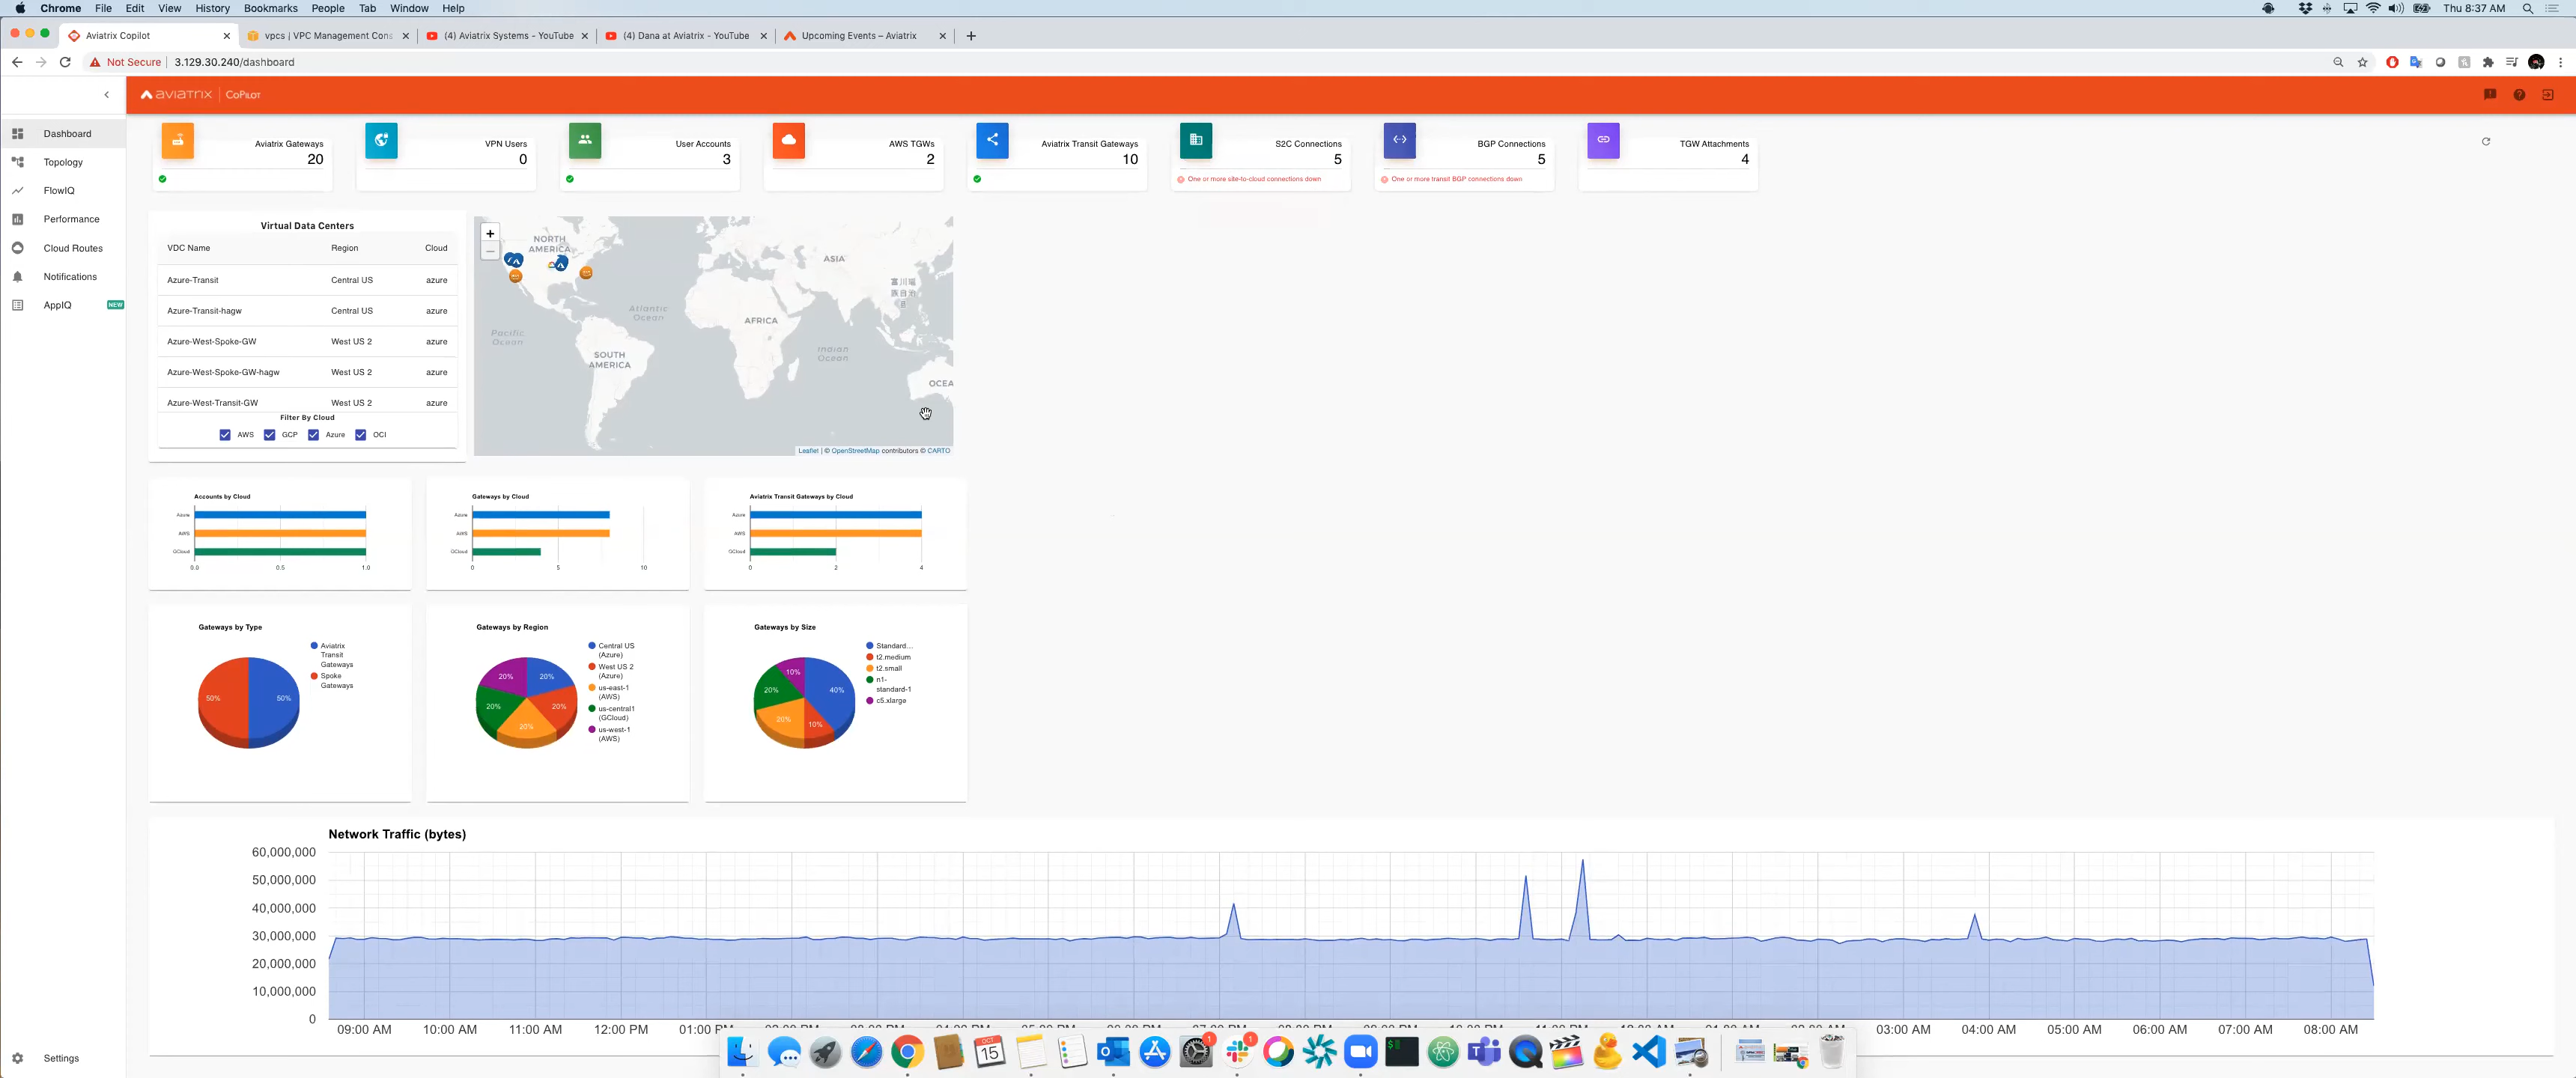 Chrome File Edit View History Bookmarks People Tab Window Help
Thu 8:37 AM
Aviatrix Copilot
vpcs | VPC Management Cons
(4) Aviatrix Systems - YouTube
(4) Dana at Aviatrix - YouTube
Upcoming Events – Aviatrix
Not Secure | 3.129.30.240/dashboard
AVIATRIX | COPILOT
Dashboard
Topology
FlowIQ
Performance
Cloud Routes
Notifications
AppIQ NEW
Settings
Aviatrix Gateways
20
VPN Users
0
User Accounts
3
AWS TGWs
2
Aviatrix Transit Gateways
10
S2C Connections
5
One or more site-to-cloud connections down
BGP Connections
5
One or more transit BGP connections down
TGW Attachments
4
Virtual Data Centers
VDC Name Region Cloud
Azure-Transit Central US azure
Azure-Transit-hagw Central US azure
Azure-West-Spoke-GW West US 2 azure
Azure-West-Spoke-GW-hagw West US 2 azure
Azure-West-Transit-GW West US 2 azure
Filter By Cloud
AWS GCP Azure OCI
+
−
NORTH
AMERICA
ASIA
Atlantic
Ocean
AFRICA
Pacific
Ocean
Indian
Ocean
SOUTH
AMERICA
OCEA
Leaflet | © OpenStreetMap contributors © CARTO
Accounts by Cloud
Azure
AWS
GCloud
0.0 0.5 1.0
Gateways by Cloud
Azure
AWS
GCloud
0 5 10
Aviatrix Transit Gateways by Cloud
Azure
AWS
GCloud
0 2 4
Gateways by Type
50% 50%
Aviatrix
Transit
Gateways
Spoke
Gateways
Gateways by Region
20% 20%
20% 20%
20%
Central US
(Azure)
West US 2
(Azure)
us-east-1
(AWS)
us-central1
(GCloud)
us-west-1
(AWS)
Gateways by Size
10%
20% 40%
20% 10%
Standard...
t2.medium
t2.small
n1-
standard-1
c5.xlarge
Network Traffic (bytes)
60,000,000
50,000,000
40,000,000
30,000,000
20,000,000
10,000,000
0
09:00 AM 10:00 AM 11:00 AM 12:00 PM 01:00 PM 03:00 AM 04:00 AM 05:00 AM 06:00 AM 07:00 AM 08:00 AM
OCT
15
1
1